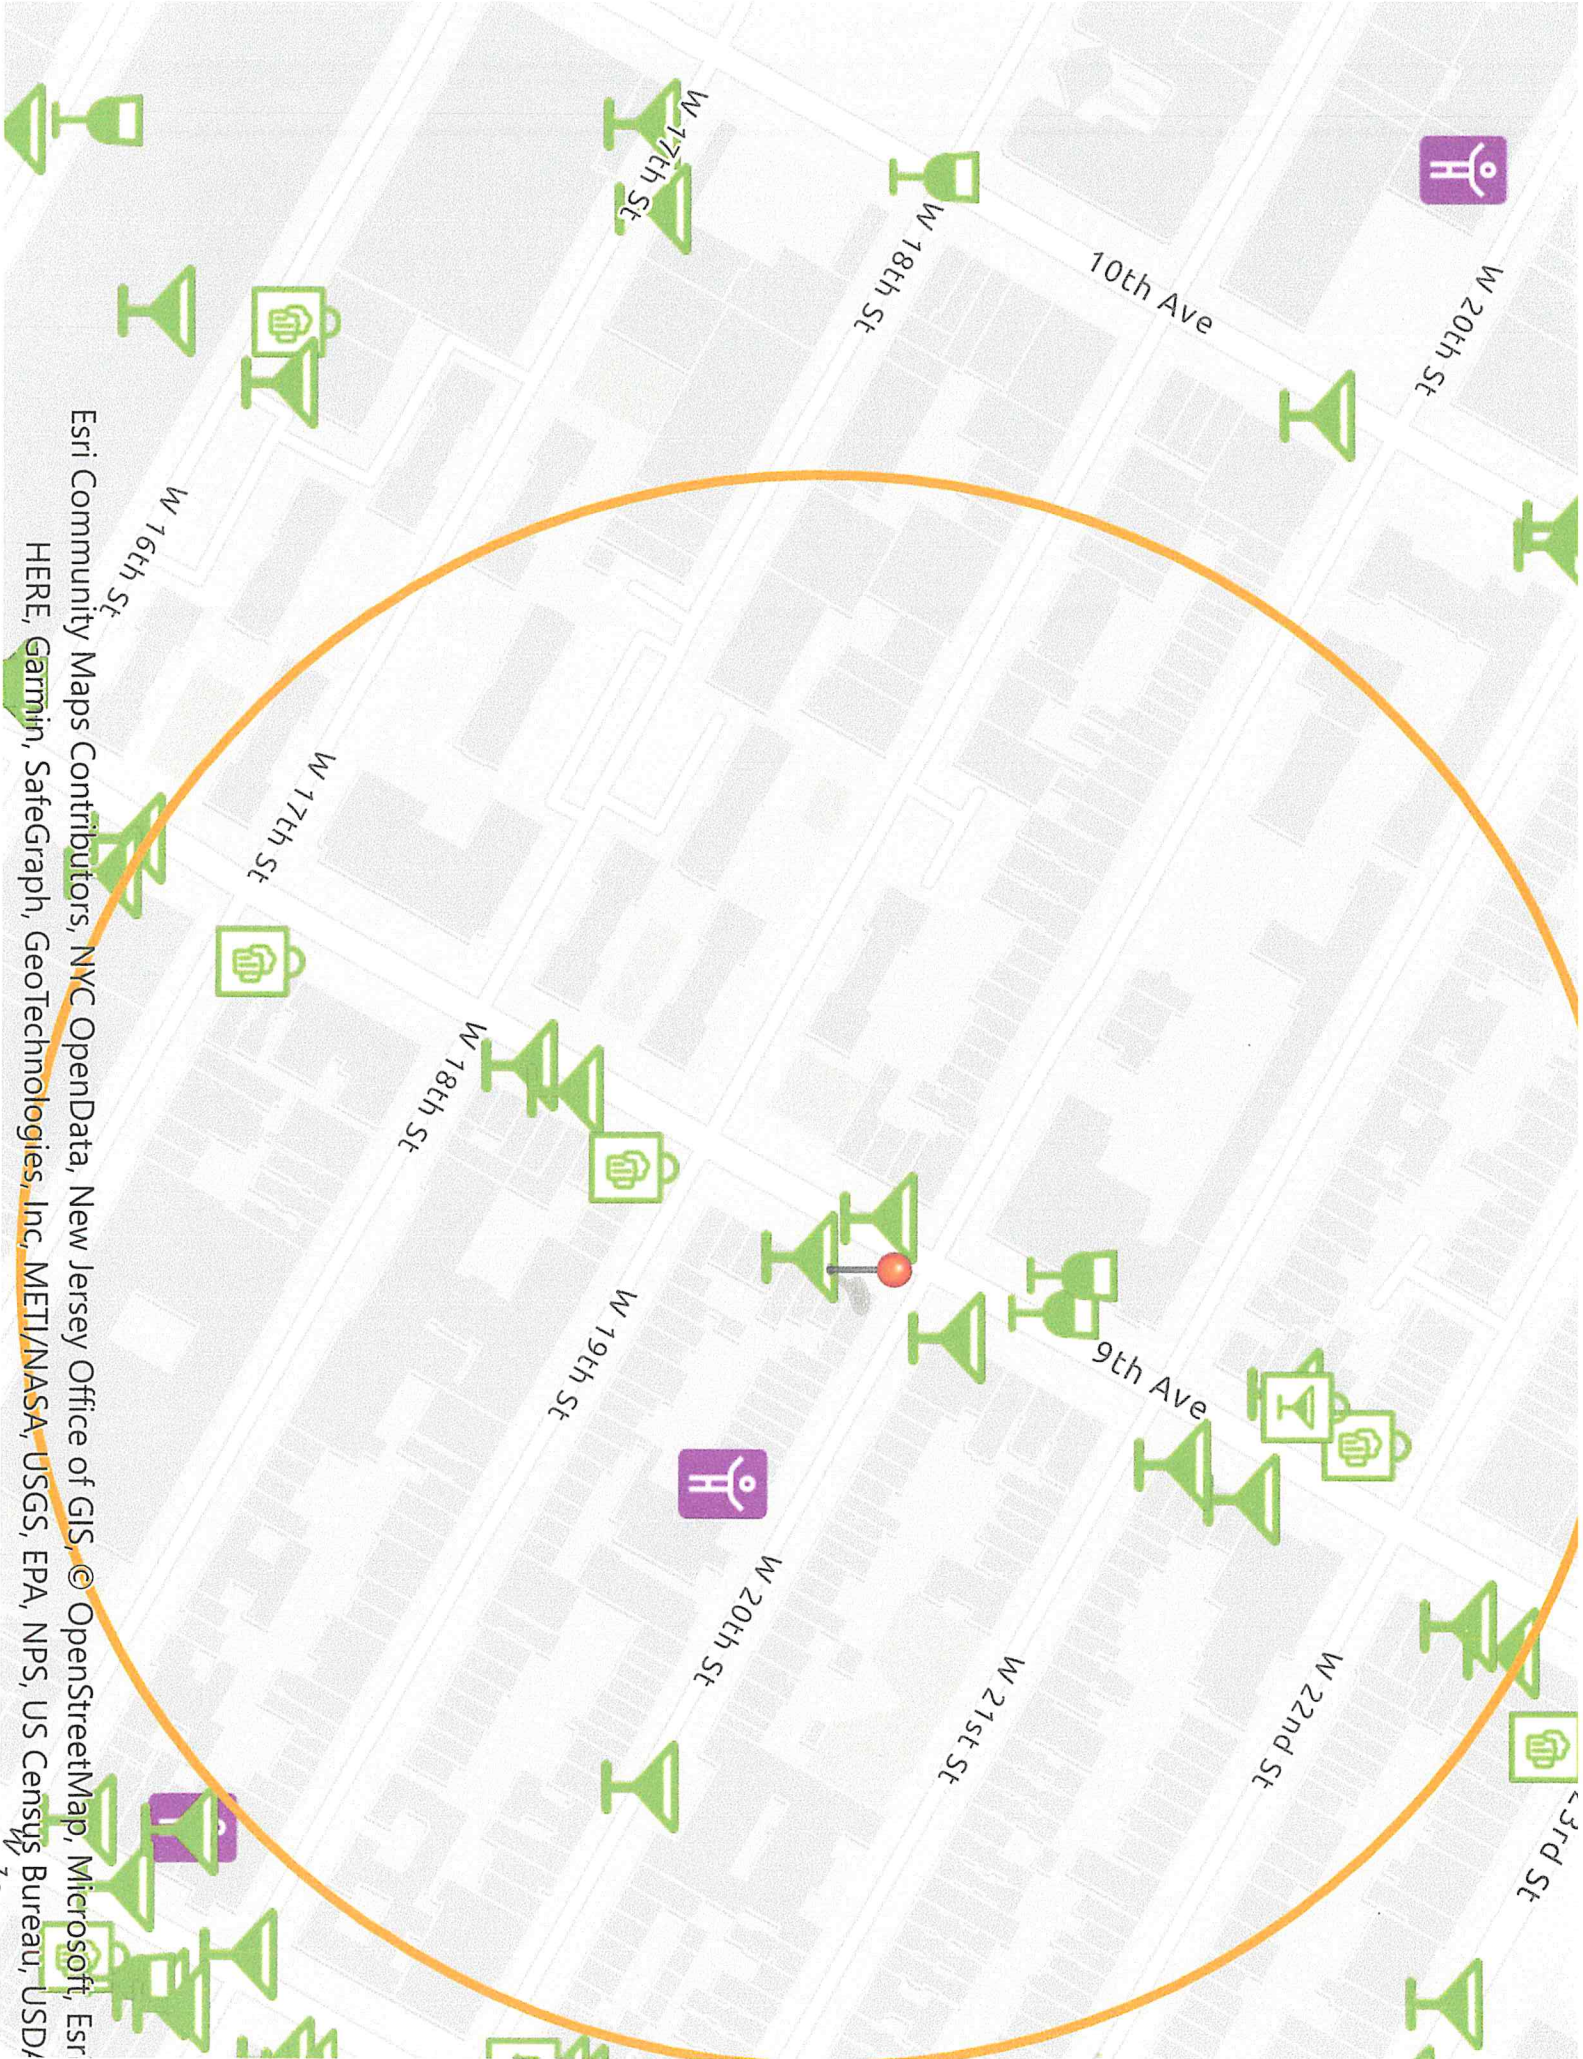 W 17th St
W 18th St
10th Ave
W 20th St
W 16th St
W 17th St
W 18th St
W 19th St
9th Ave
W 20th St
W 21st St
W 22nd St
23rd St
Esri Community Maps Contributors, NYC OpenData, New Jersey Office of GIS, © OpenStreetMap, Microsoft, Esri
HERE, Garmin, SafeGraph, GeoTechnologies, Inc, METI/NASA, USGS, EPA, NPS, US Census Bureau, USDA